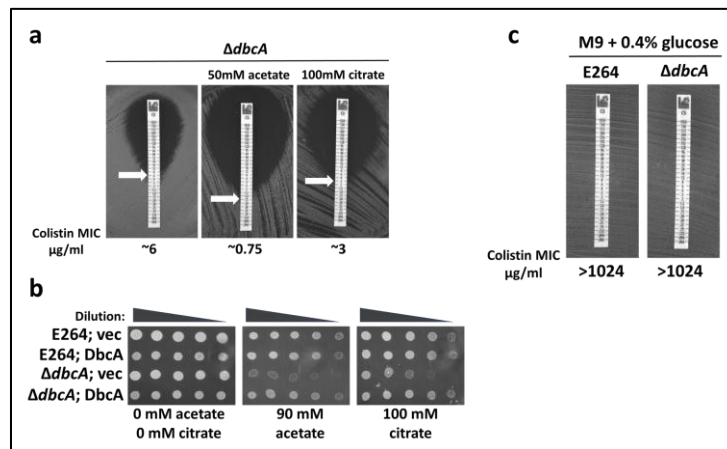 a
ΔdbcA
50mM acetate 100mM citrate
Colistin MIC
µg/ml
~6 ~0.75 ~3
b
Dilution:
E264; vec
E264; DbcA
ΔdbcA; vec
ΔdbcA; DbcA
0 mM acetate
0 mM citrate
90 mM
acetate
100 mM
citrate
c
M9 + 0.4% glucose
E264 ΔdbcA
Colistin MIC
µg/ml
>1024 >1024